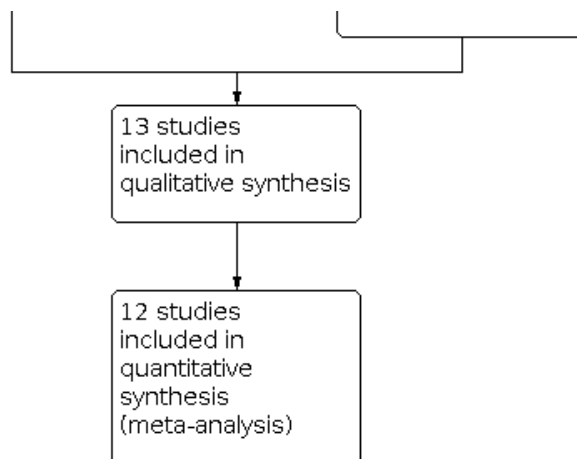 13 studies
included in
qualitative synthesis
12 studies
included in
quantitative
synthesis
(meta-analysis)